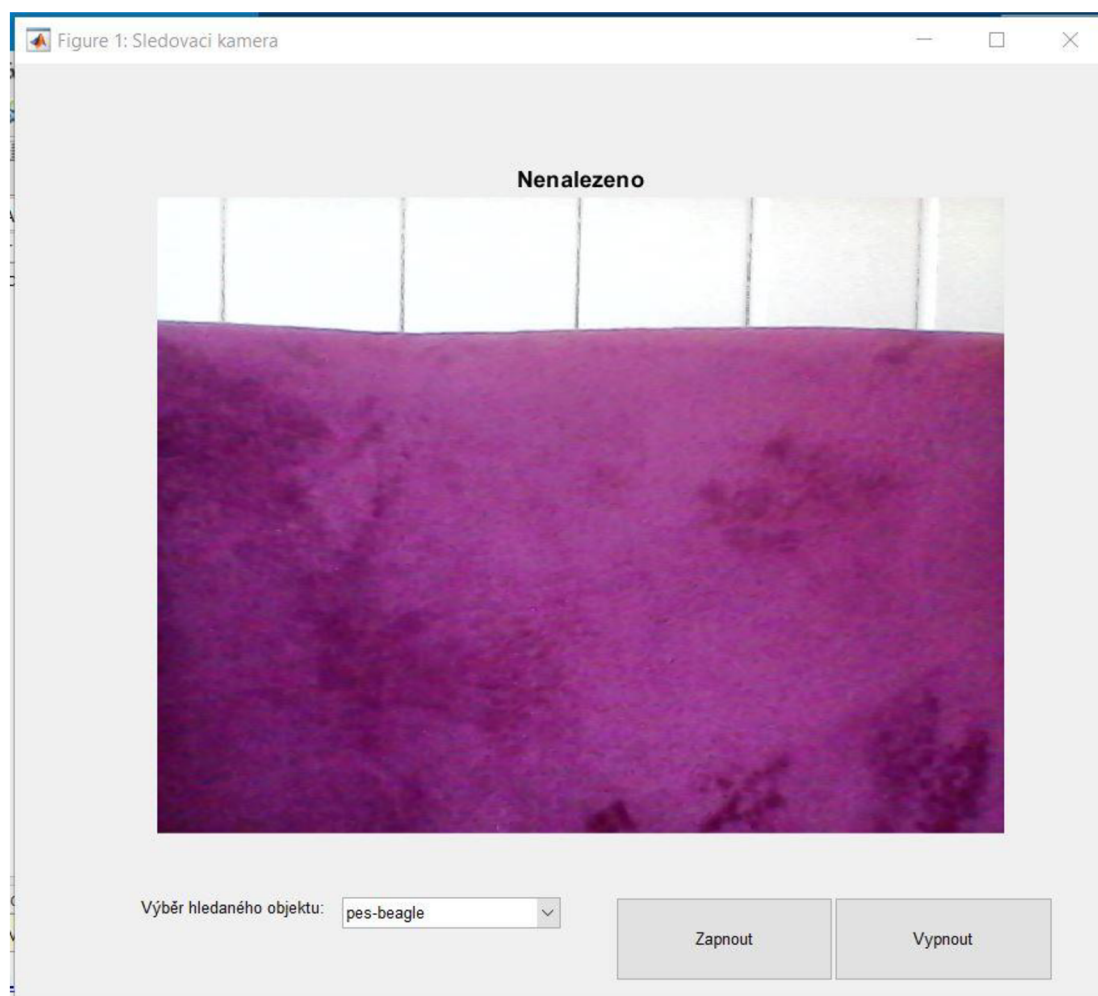 Figure 1: Sledovaci kamera
Nenalezeno
Výběr hledaného objektu:
pes-beagle
Zapnout
Vypnout